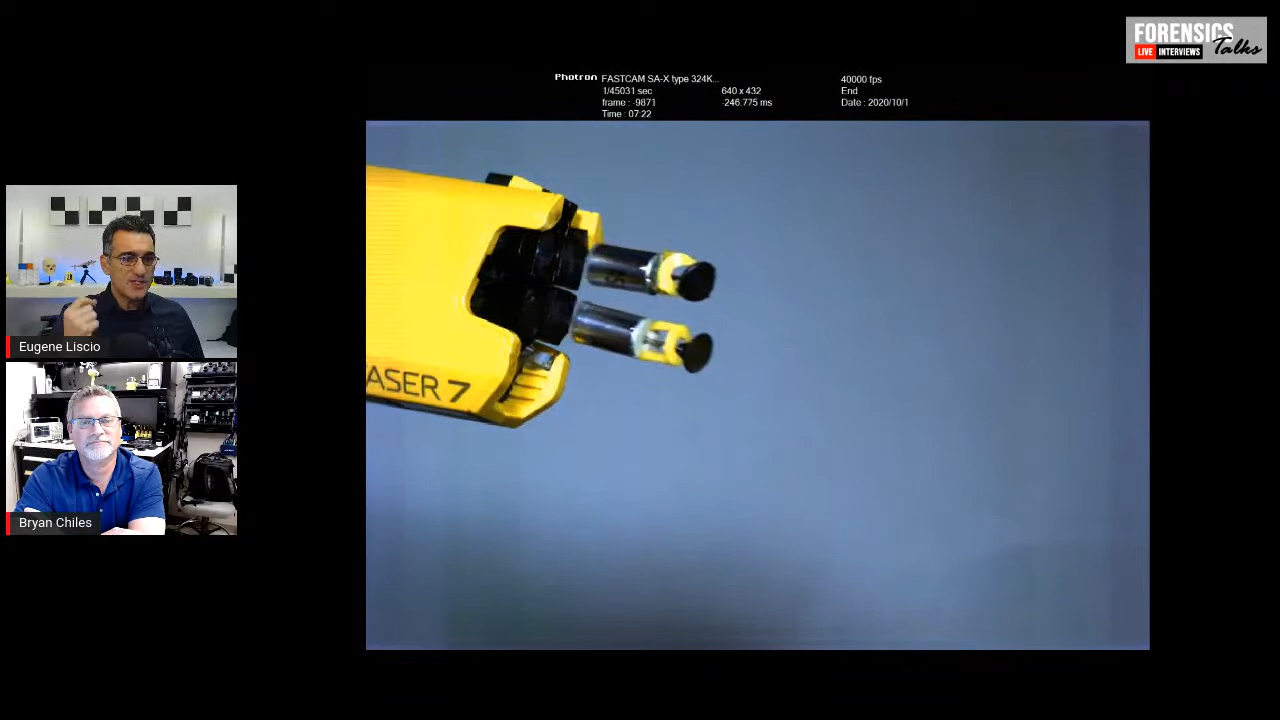 FORENSICS
LIVE INTERVIEWS Talks
Photron FASTCAM SA-X type 324K... 40000 fps
1/45031 sec 640 x 432 End
frame : -9871 -246.775 ms Date : 2020/10/1
Time : 07:22
ASER 7
Eugene Liscio
Bryan Chiles